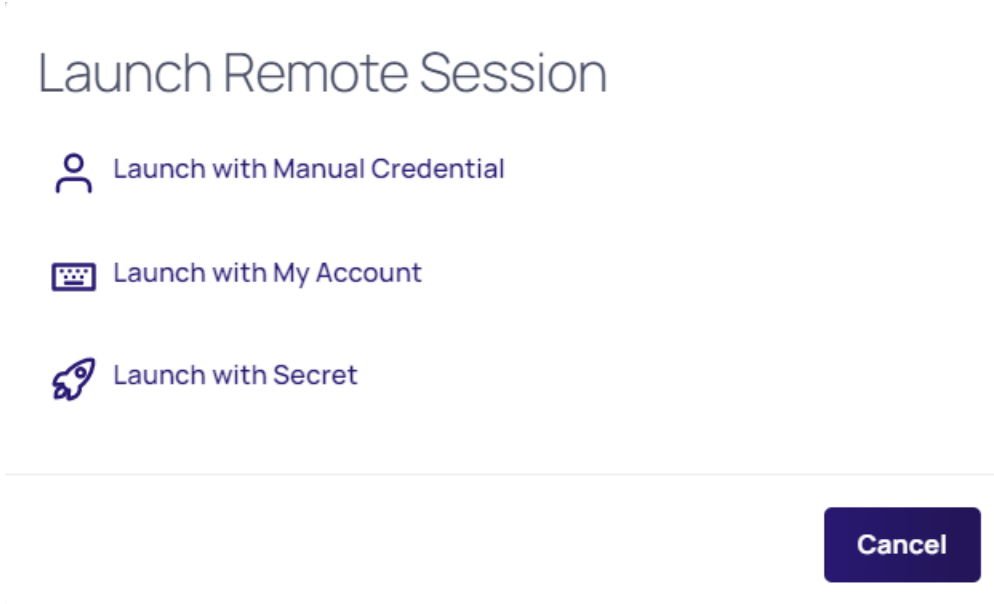 Launch Remote Session
Launch with Manual Credential
Launch with My Account
Launch with Secret
Cancel